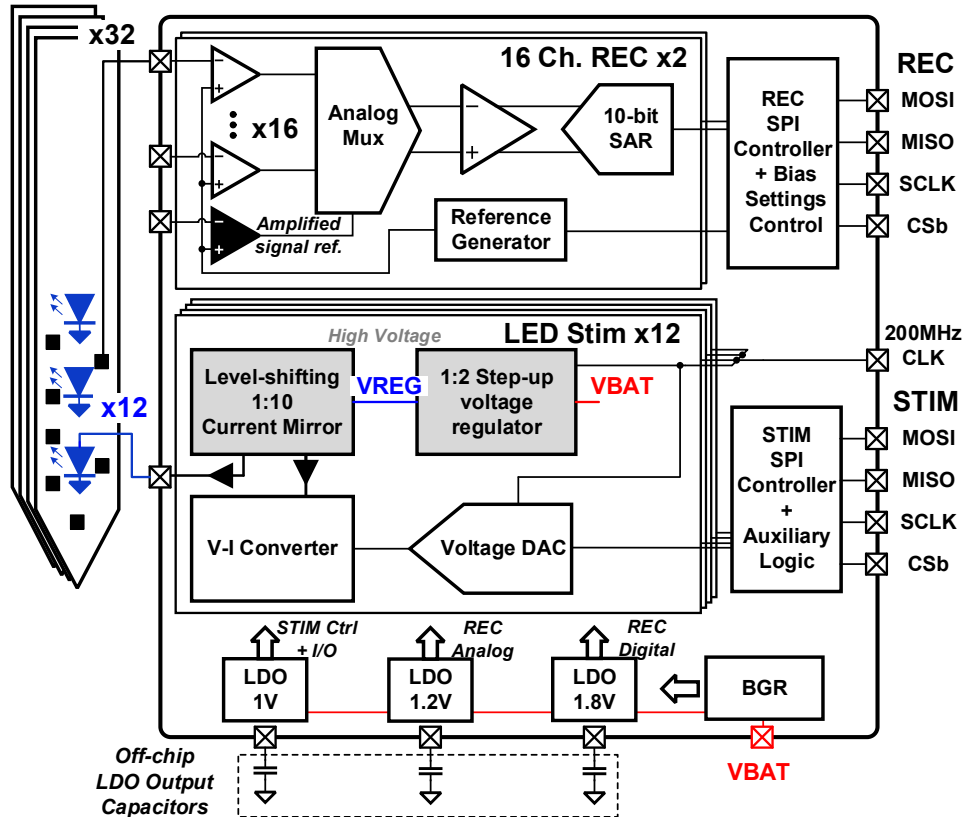 x32
16 Ch. REC x2
x16
Analog
Mux
10-bit
SAR
Amplified
signal ref.
Reference
Generator
REC
SPI
Controller
+ Bias
Settings
Control
REC
MOSI
MISO
SCLK
CSb
x12
High Voltage
LED Stim x12
Level-shifting
1:10
Current Mirror
VREG
1:2 Step-up
voltage
regulator
VBAT
V-I Converter
Voltage DAC
200MHz
CLK
STIM
SPI
Controller
+
Auxiliary
Logic
STIM
MOSI
MISO
SCLK
CSb
STIM Ctrl
+ I/O
REC
Analog
REC
Digital
LDO
1V
LDO
1.2V
LDO
1.8V
BGR
VBAT
Off-chip
LDO Output
Capacitors